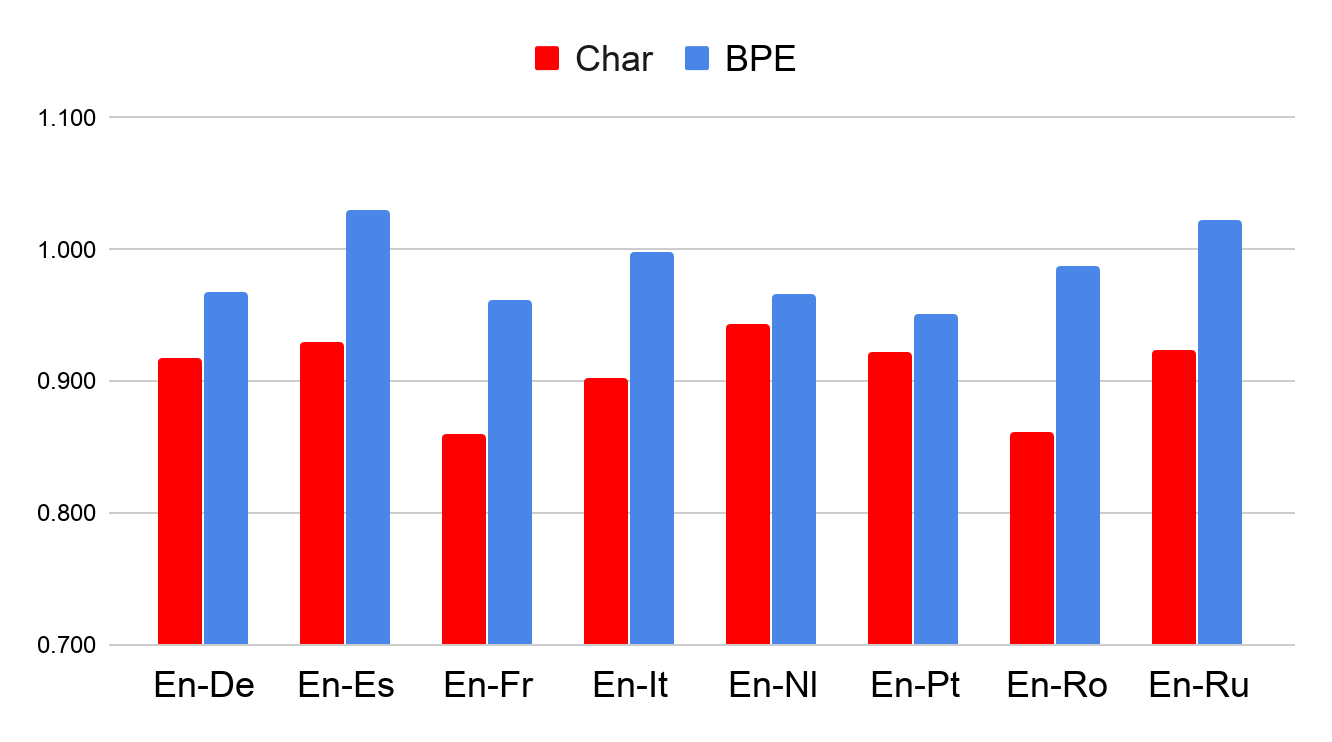 Char BPE
1.100
1.000
0.900
0.800
0.700
En-De En-Es En-Fr En-It En-Nl En-Pt En-Ro En-Ru